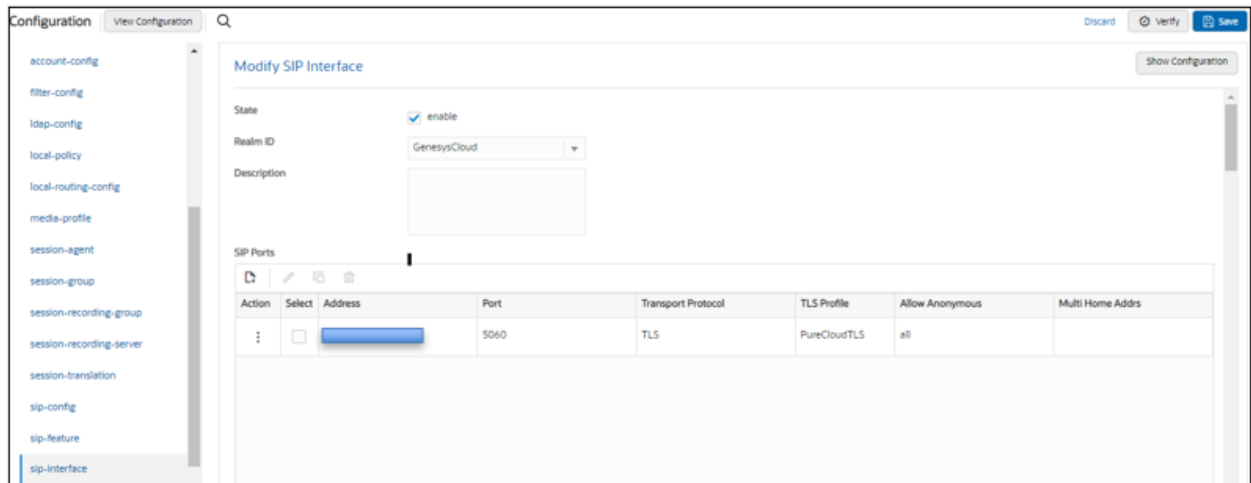 Configuration View Configuration Discard Verify Save
account-config
filter-config
ldap-config
local-policy
local-routing-config
media-profile
session-agent
session-group
session-recording-group
session-recording-server
session-translation
sip-config
sip-feature
sip-interface
Modify SIP Interface Show Configuration
State enable
Realm ID GenesysCloud
Description
SIP Ports
Action Select Address Port Transport Protocol TLS Profile Allow Anonymous Multi Home Addrs
5060 TLS PureCloudTLS all